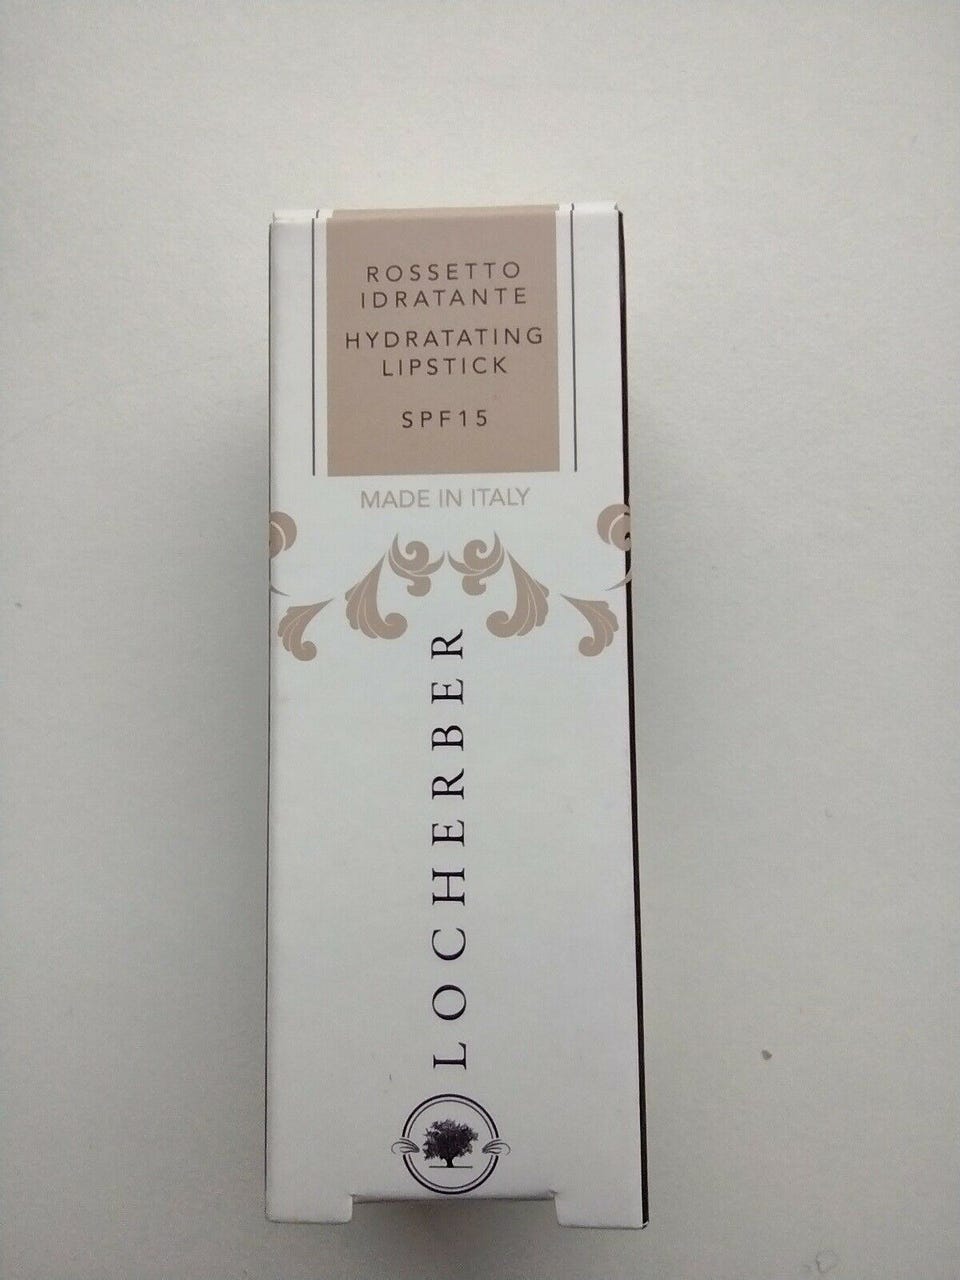 ROSSETTO
IDRATANTE
HYDRATATING
LIPSTICK
SPF15
MADE IN ITALY
LOCHERBER